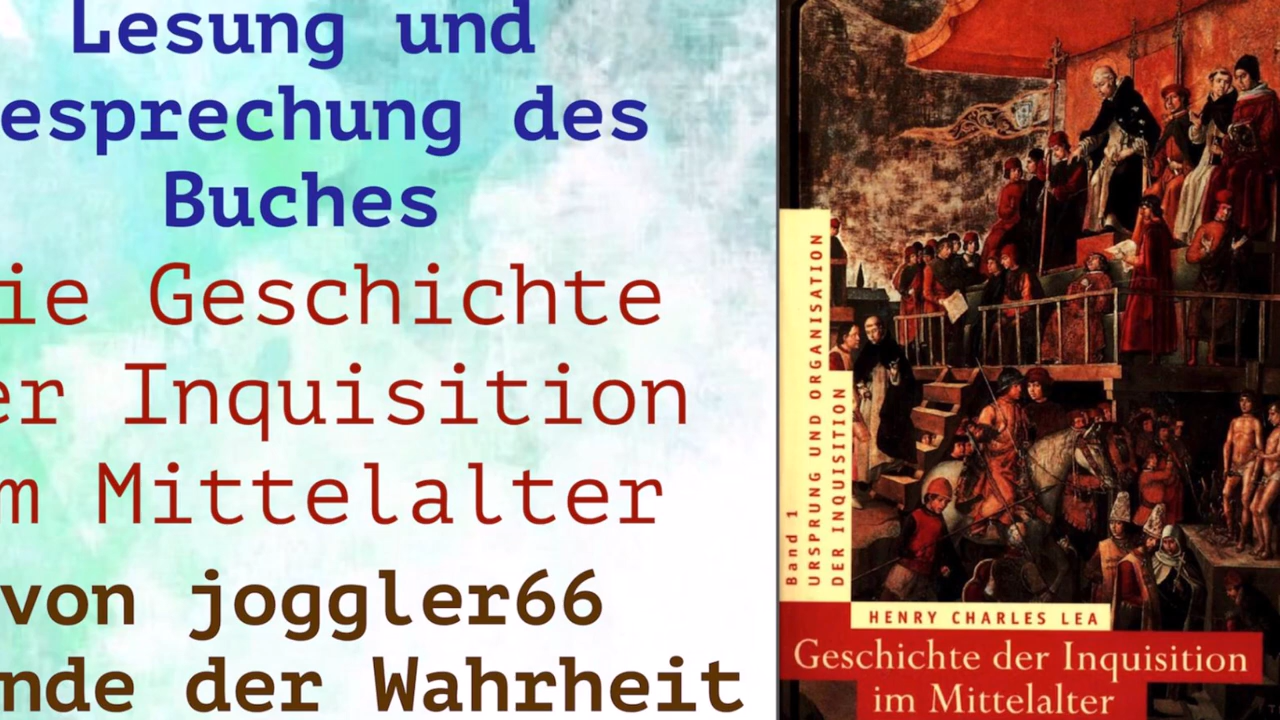 Lesung und
esprechung des
Buches
ie Geschichte
er Inquisition
m Mittelalter
von joggler66
nde der Wahrheit
Band 1
URSPRUNG UND ORGANISATION
DER INQUISITION
HENRY CHARLES LEA
Geschichte der Inquisition
im Mittelalter